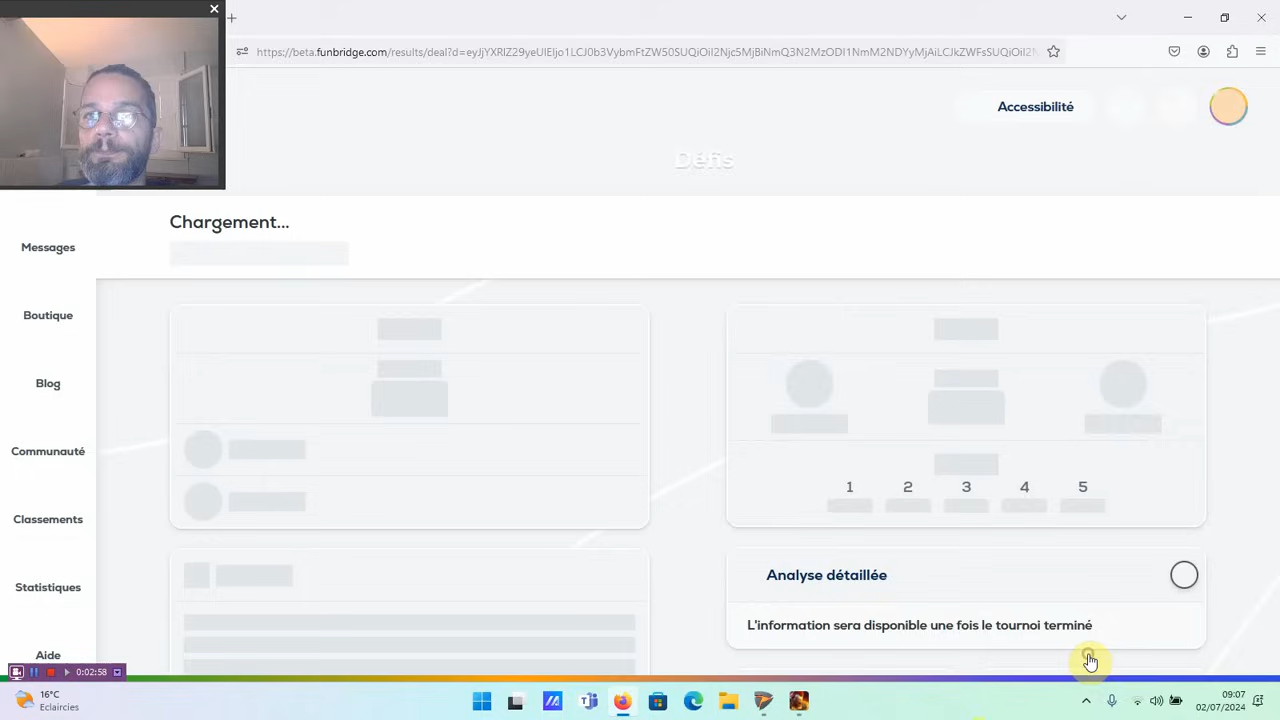 https://beta.funbridge.com/results/deal?d=
Accessibilité
Défis
Chargement...
Messages
Boutique
Blog
Communauté
Classements
Statistiques
Aide
1 2 3 4 5
Analyse détaillée
L'information sera disponible une fois le tournoi terminé
0:02:58
16°C
Eclaircies
09:07
02/07/2024